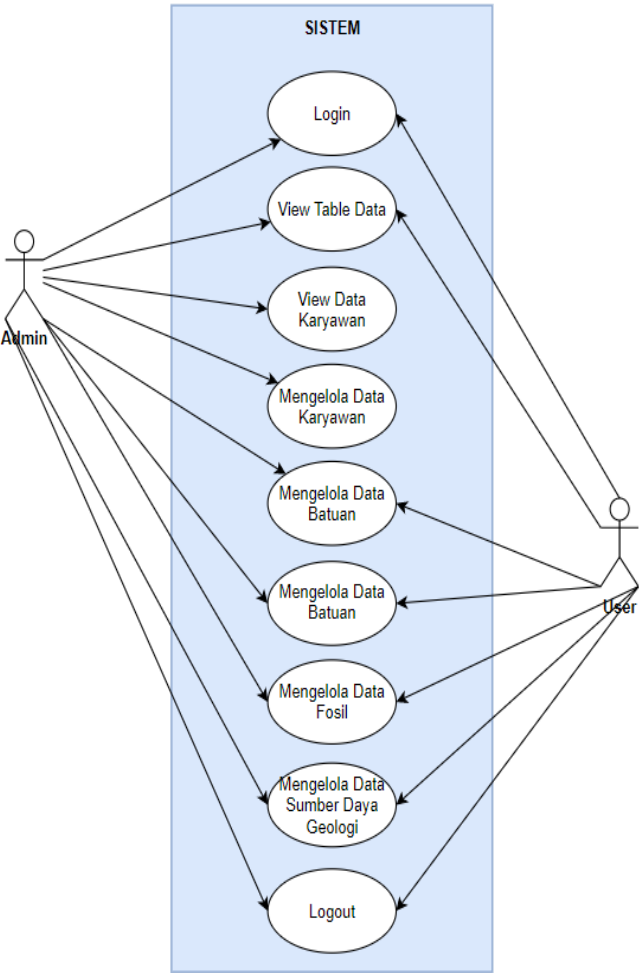 SISTEM
Login
View Table Data
View Data
Karyawan
Admin
Mengelola Data
Karyawan
Mengelola Data
Batuan
Mengelola Data
Batuan
User
Mengelola Data
Fosil
Mengelola Data
Sumber Daya
Geologi
Logout